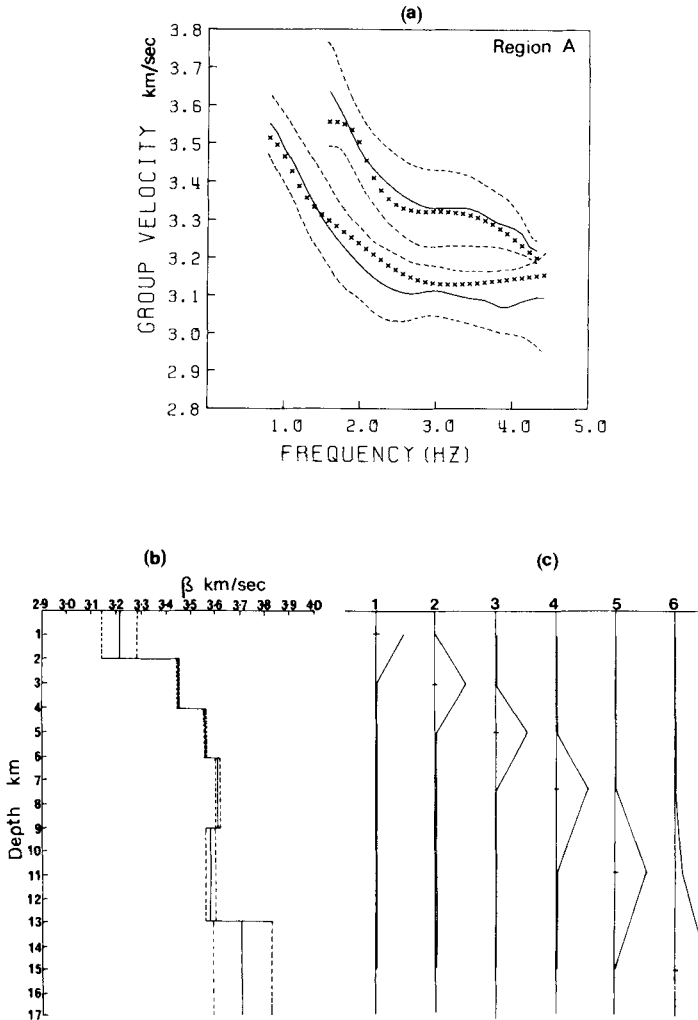 (a)
Region A
GROUP VELOCITY km/sec
3.8
3.7
3.6
3.5
3.4
3.3
3.2
3.1
3.0
2.9
2.8
1.0 2.0 3.0 4.0 5.0
FREQUENCY (HZ)
(b)
β km/sec
29 30 31 32 33 34 35 36 37 38 39 40
Depth km
1
2
3
4
5
6
7
8
9
10
11
12
13
14
15
16
17
(c)
1 2 3 4 5 6